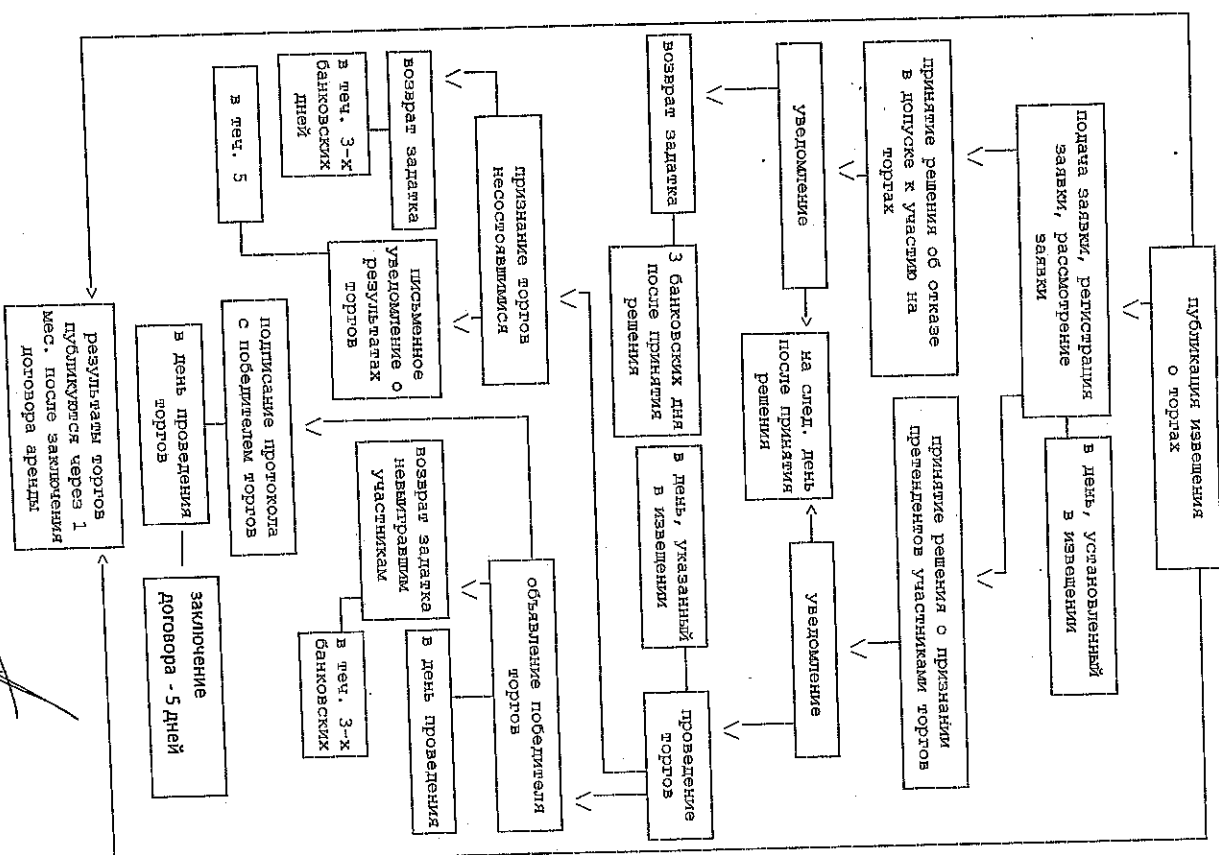 публикация извещения
о торгах
подача заявки, регистрация
заявки, рассмотрение
заявки
в день, установленный
в извещении
принятие решения об отказе
в допуске к участию на
торгах
принятие решения о признании
претендентов участниками торгов
уведомление
на след. день
после принятия
решения
уведомление
возврат задатка
3 банковских дня
после принятия
решения
в день, указанный
в извещении
проведение
торгов
признание торгов
несостоявшимися
объявление победителя
торгов
возврат задатка
в теч. 3-х
банковских
дней
письменное
уведомление о
результатах
торгов
возврат задатка
невыигравшим
участникам
в день проведения
в теч. 5
в теч. 3-х
банковских
подписание протокола
с победителем торгов
в день проведения
торгов
заключение
договора - 5 дней
результаты торгов
публикуются через 1
мес. после заключения
договора аренды